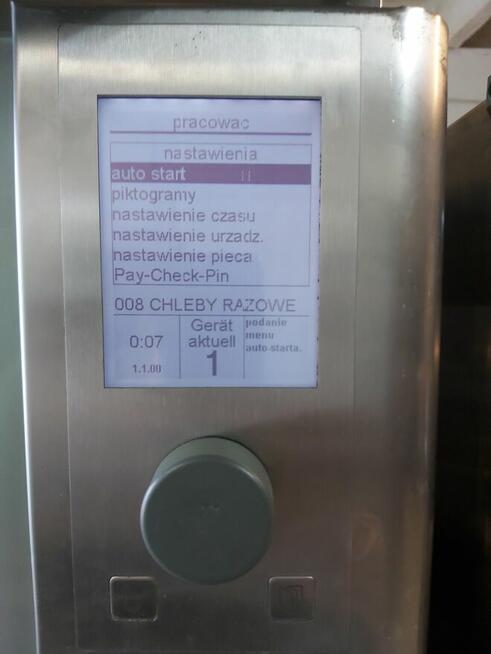 pracowac
nastawienia
auto start
piktogramy
nastawienie czasu
nastawienie urzadz.
nastawienie pieca
Pay-Check-Pin
008 CHLEBY RAZOWE
0:07
1.1.00
Gerät
aktuell
1
podanie
menu
auto-starta.